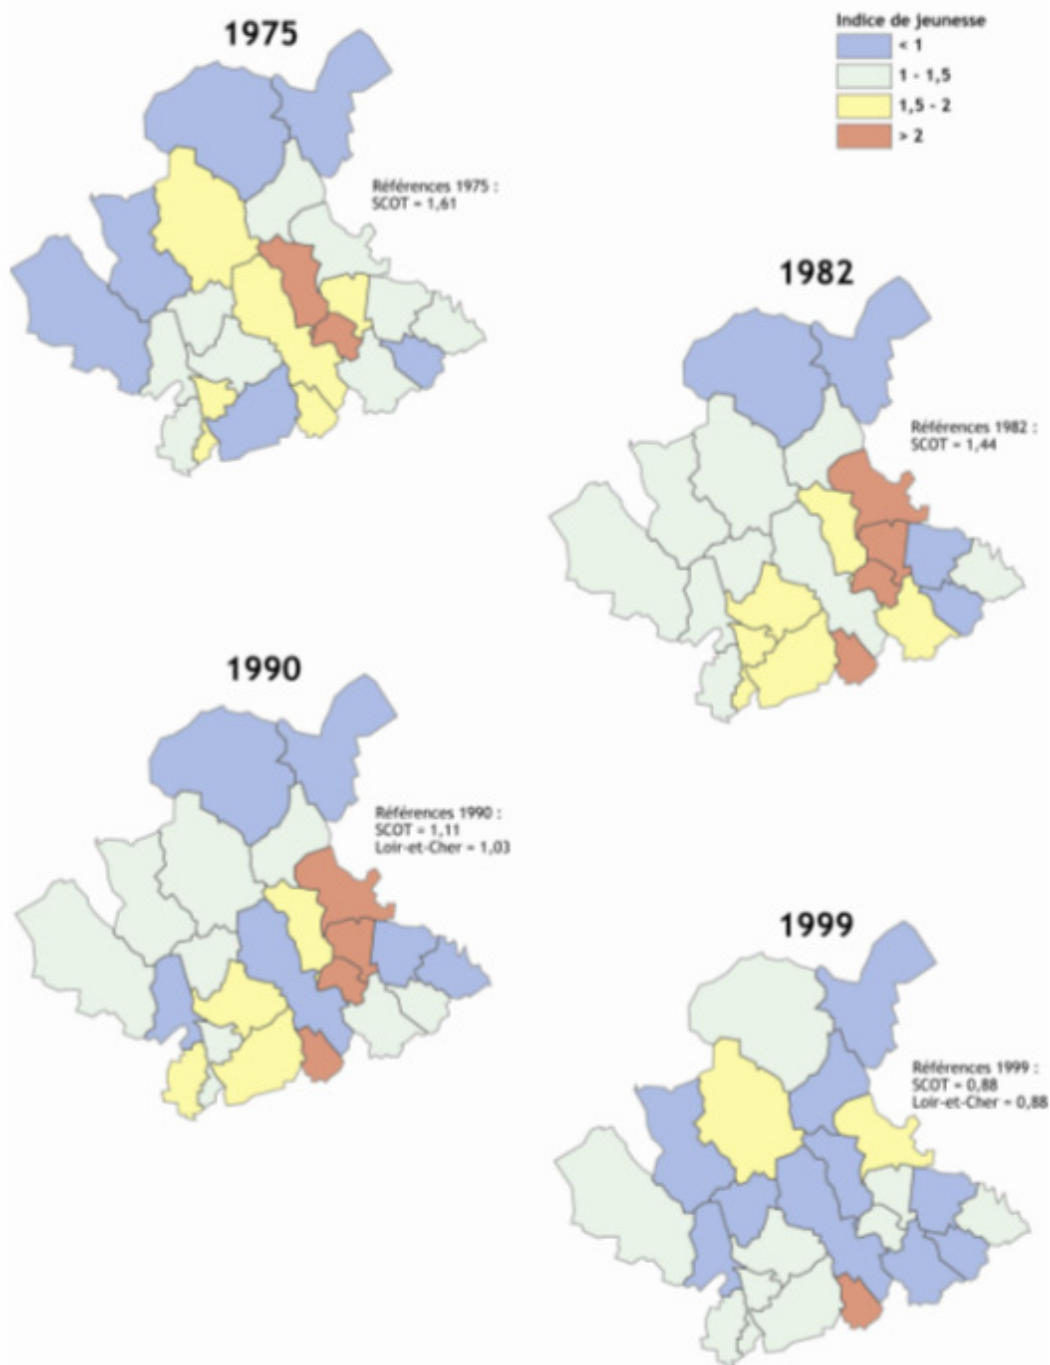 1975
Indice de jeunesse
< 1
1 - 1,5
1,5 - 2
> 2
Références 1975 :
SCOT = 1,61
1982
Références 1982 :
SCOT = 1,44
1990
Références 1990 :
SCOT = 1,11
Loir-et-Cher = 1,03
1999
Références 1999 :
SCOT = 0,88
Loir-et-Cher = 0,88